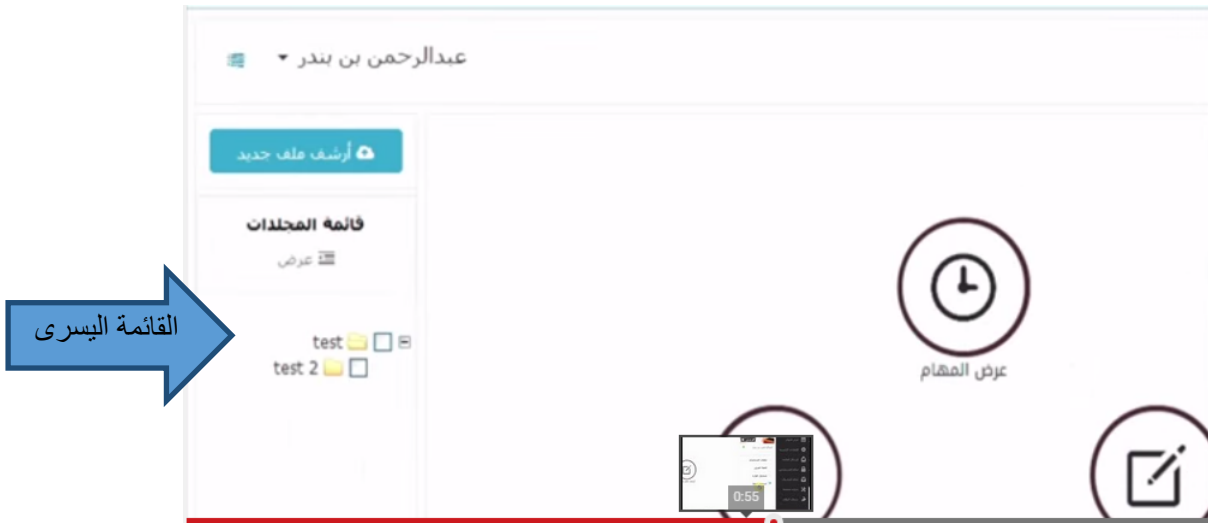 عبدالرحمن بن بندر
أرشف ملف جديد
قائمة المجلدات
عرض
القائمة اليسرى
test
test 2
عرض المهام
0:55